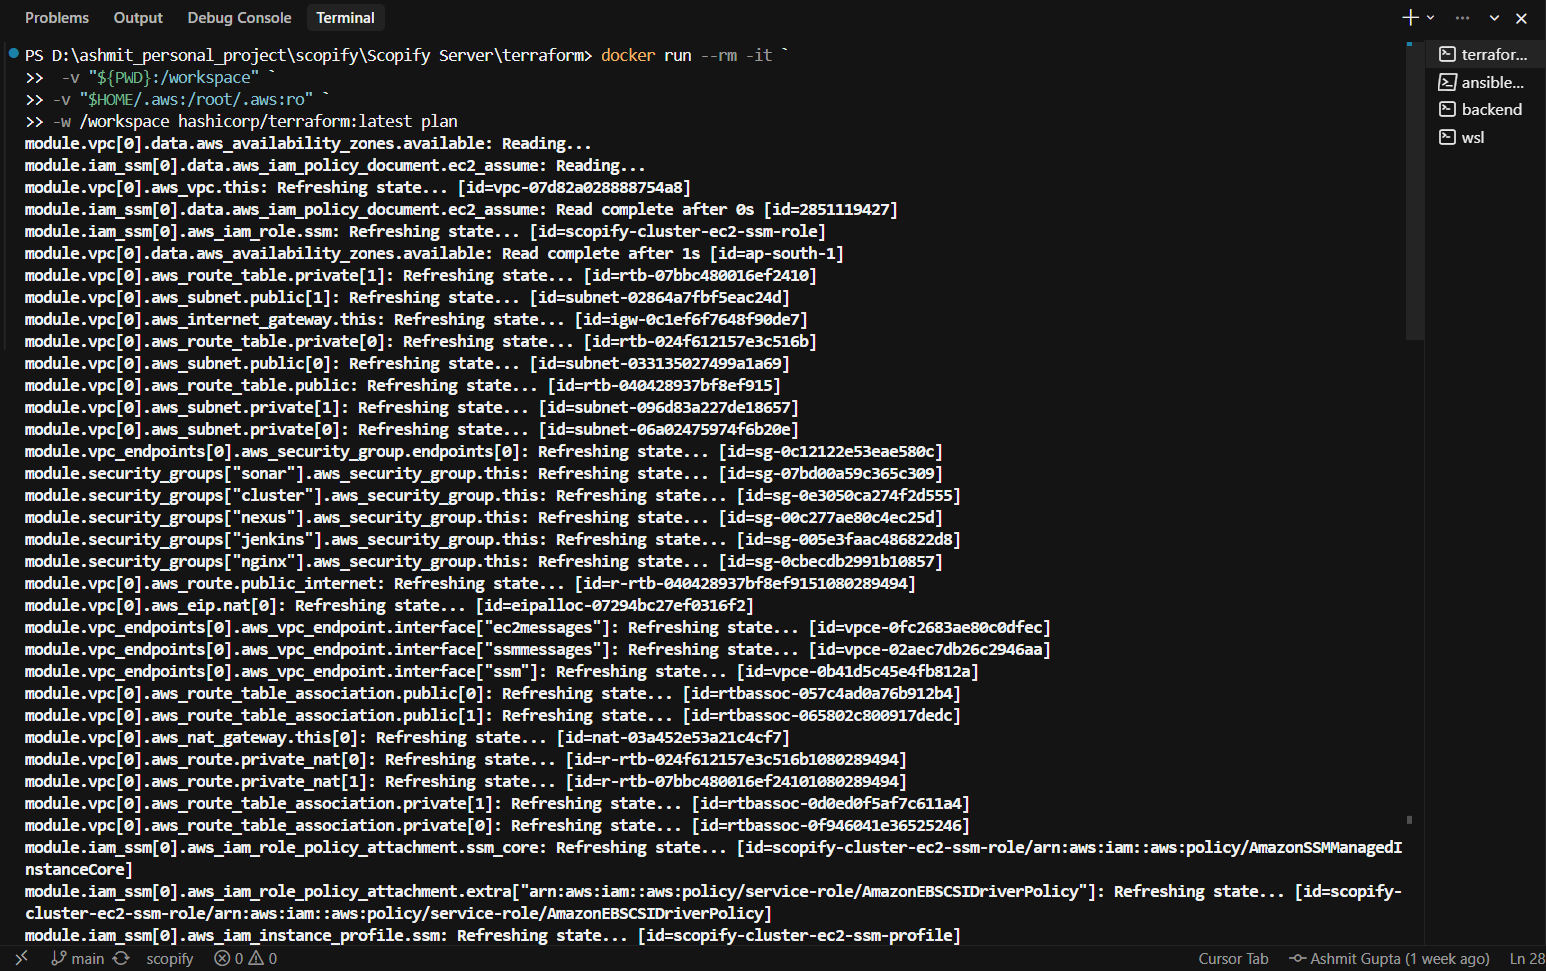 Problems Output Debug Console Terminal
PS D:\ashmit_personal_project\scopify\Scopify Server\terraform> docker run --rm -it `
>>  -v "${PWD}:/workspace" `
>> -v "$HOME/.aws:/root/.aws:ro" `
>> -w /workspace hashicorp/terraform:latest plan
module.vpc[0].data.aws_availability_zones.available: Reading...
module.iam_ssm[0].data.aws_iam_policy_document.ec2_assume: Reading...
module.vpc[0].aws_vpc.this: Refreshing state... [id=vpc-07d82a028888754a8]
module.iam_ssm[0].data.aws_iam_policy_document.ec2_assume: Read complete after 0s [id=2851119427]
module.iam_ssm[0].aws_iam_role.ssm: Refreshing state... [id=scopify-cluster-ec2-ssm-role]
module.vpc[0].data.aws_availability_zones.available: Read complete after 1s [id=ap-south-1]
module.vpc[0].aws_route_table.private[1]: Refreshing state... [id=rtb-07bbc480016ef2410]
module.vpc[0].aws_subnet.public[1]: Refreshing state... [id=subnet-02864a7fbf5eac24d]
module.vpc[0].aws_internet_gateway.this: Refreshing state... [id=igw-0c1ef6f7648f90de7]
module.vpc[0].aws_route_table.private[0]: Refreshing state... [id=rtb-024f612157e3c516b]
module.vpc[0].aws_subnet.public[0]: Refreshing state... [id=subnet-033135027499a1a69]
module.vpc[0].aws_route_table.public: Refreshing state... [id=rtb-040428937bf8ef915]
module.vpc[0].aws_subnet.private[1]: Refreshing state... [id=subnet-096d83a227de18657]
module.vpc[0].aws_subnet.private[0]: Refreshing state... [id=subnet-06a02475974f6b20e]
module.vpc_endpoints[0].aws_security_group.endpoints[0]: Refreshing state... [id=sg-0c12122e53eae580c]
module.security_groups["sonar"].aws_security_group.this: Refreshing state... [id=sg-07bd00a59c365c309]
module.security_groups["cluster"].aws_security_group.this: Refreshing state... [id=sg-0e3050ca274f2d555]
module.security_groups["nexus"].aws_security_group.this: Refreshing state... [id=sg-00c277ae80c4ec25d]
module.security_groups["jenkins"].aws_security_group.this: Refreshing state... [id=sg-005e3faac486822d8]
module.security_groups["nginx"].aws_security_group.this: Refreshing state... [id=sg-0cbecdb2991b10857]
module.vpc[0].aws_route.public_internet: Refreshing state... [id=r-rtb-040428937bf8ef9151080289494]
module.vpc[0].aws_eip.nat[0]: Refreshing state... [id=eipalloc-07294bc27ef0316f2]
module.vpc_endpoints[0].aws_vpc_endpoint.interface["ec2messages"]: Refreshing state... [id=vpce-0fc2683ae80c0dfec]
module.vpc_endpoints[0].aws_vpc_endpoint.interface["ssmmessages"]: Refreshing state... [id=vpce-02aec7db26c2946aa]
module.vpc_endpoints[0].aws_vpc_endpoint.interface["ssm"]: Refreshing state... [id=vpce-0b41d5c45e4fb812a]
module.vpc[0].aws_route_table_association.public[0]: Refreshing state... [id=rtbassoc-057c4ad0a76b912b4]
module.vpc[0].aws_route_table_association.public[1]: Refreshing state... [id=rtbassoc-065802c800917dedc]
module.vpc[0].aws_nat_gateway.this[0]: Refreshing state... [id=nat-03a452e53a21c4cf7]
module.vpc[0].aws_route.private_nat[0]: Refreshing state... [id=r-rtb-024f612157e3c516b1080289494]
module.vpc[0].aws_route.private_nat[1]: Refreshing state... [id=r-rtb-07bbc480016ef24101080289494]
module.vpc[0].aws_route_table_association.private[1]: Refreshing state... [id=rtbassoc-0d0ed0f5af7c611a4]
module.vpc[0].aws_route_table_association.private[0]: Refreshing state... [id=rtbassoc-0f946041e36525246]
module.iam_ssm[0].aws_iam_role_policy_attachment.ssm_core: Refreshing state... [id=scopify-cluster-ec2-ssm-role/arn:aws:iam::aws:policy/AmazonSSMManagedI
nstanceCore]
module.iam_ssm[0].aws_iam_role_policy_attachment.extra["arn:aws:iam::aws:policy/service-role/AmazonEBSCSIDriverPolicy"]: Refreshing state... [id=scopify-
cluster-ec2-ssm-role/arn:aws:iam::aws:policy/service-role/AmazonEBSCSIDriverPolicy]
module.iam_ssm[0].aws_iam_instance_profile.ssm: Refreshing state... [id=scopify-cluster-ec2-ssm-profile]
terrafor...
ansible...
backend
wsl
main scopify 0 0 Cursor Tab Ashmit Gupta (1 week ago) Ln 28